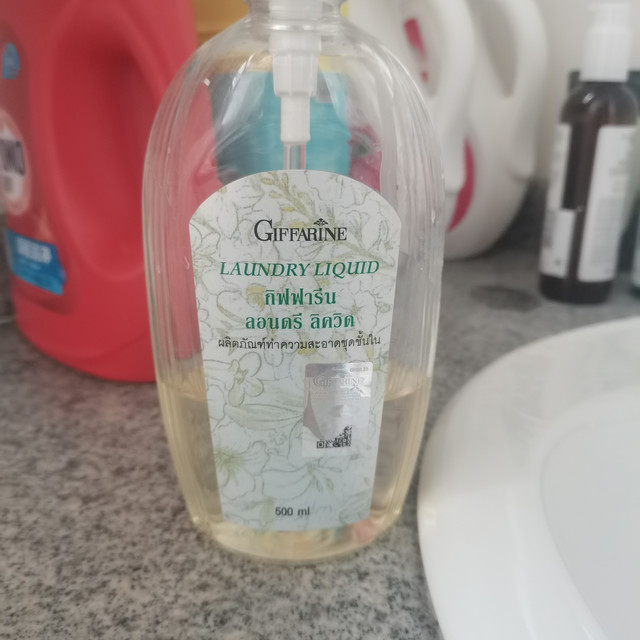 GIFFARINE
LAUNDRY LIQUID
กิฟฟารีน
ลอนดรี ลิควิด
ผลิตภัณฑ์ทำความสะอาดชุดชั้นใน
500 ml